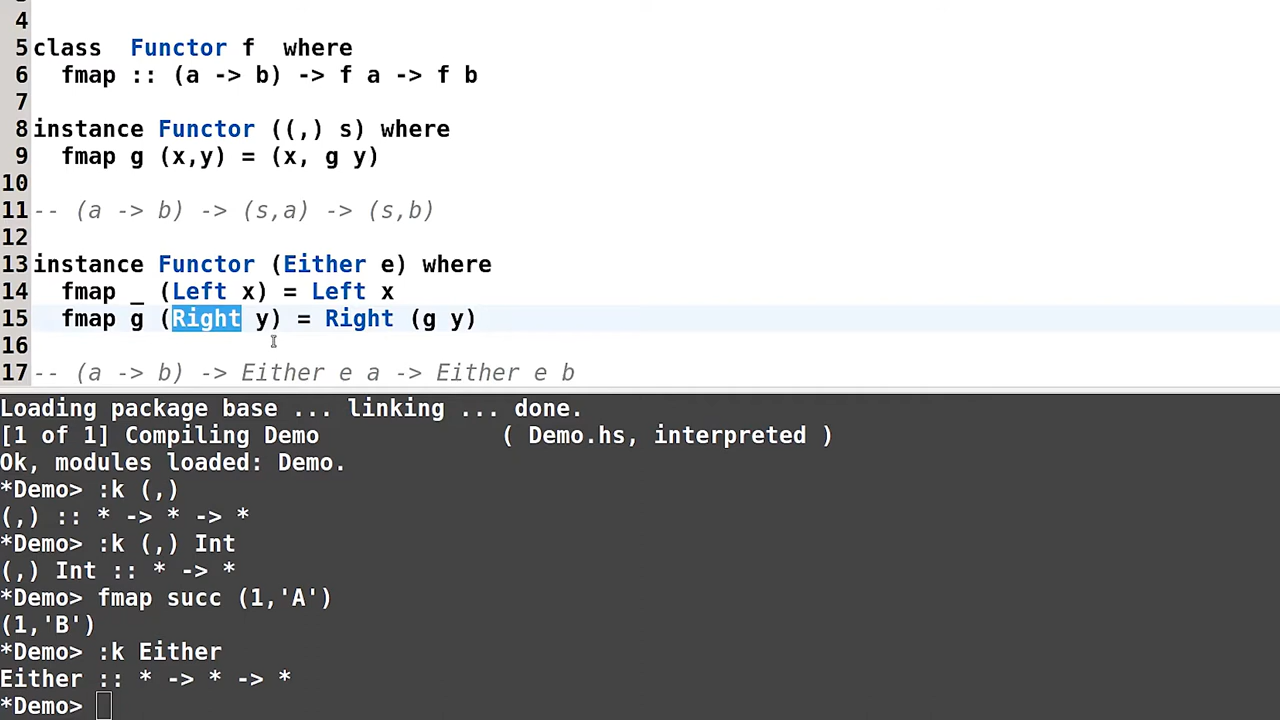 4
5 class  Functor f  where
6   fmap :: (a -> b) -> f a -> f b
7
8 instance Functor ((,) s) where
9   fmap g (x,y) = (x, g y)
10
11 -- (a -> b) -> (s,a) -> (s,b)
12
13 instance Functor (Either e) where
14   fmap _ (Left x) = Left x
15   fmap g (Right y) = Right (g y)
16
17 -- (a -> b) -> Either e a -> Either e b
Loading package base ... linking ... done.
[1 of 1] Compiling Demo             ( Demo.hs, interpreted )
Ok, modules loaded: Demo.
*Demo> :k (,)
(,) :: * -> * -> *
*Demo> :k (,) Int
(,) Int :: * -> *
*Demo> fmap succ (1,'A')
(1,'B')
*Demo> :k Either
Either :: * -> * -> *
*Demo>